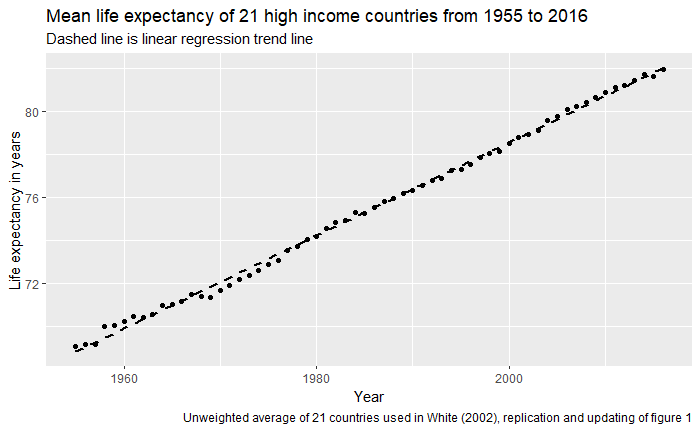 Mean life expectancy of 21 high income countries from 1955 to 2016
Dashed line is linear regression trend line
Life expectancy in years
80
76
72
1960
1980
2000
Year
Unweighted average of 21 countries used in White (2002), replication and updating of figure 1